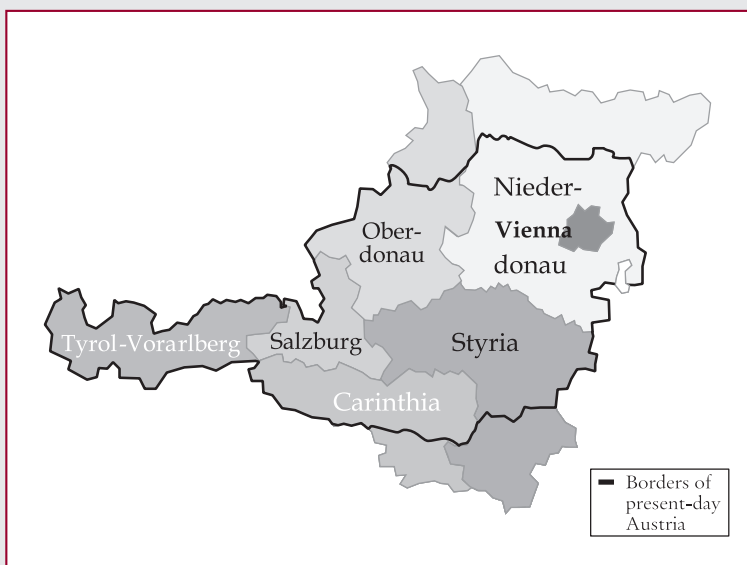 Nieder-
Vienna
donau
Ober-
donau
Tyrol-Vorarlberg
Salzburg
Styria
Carinthia
Borders of
present-day
Austria